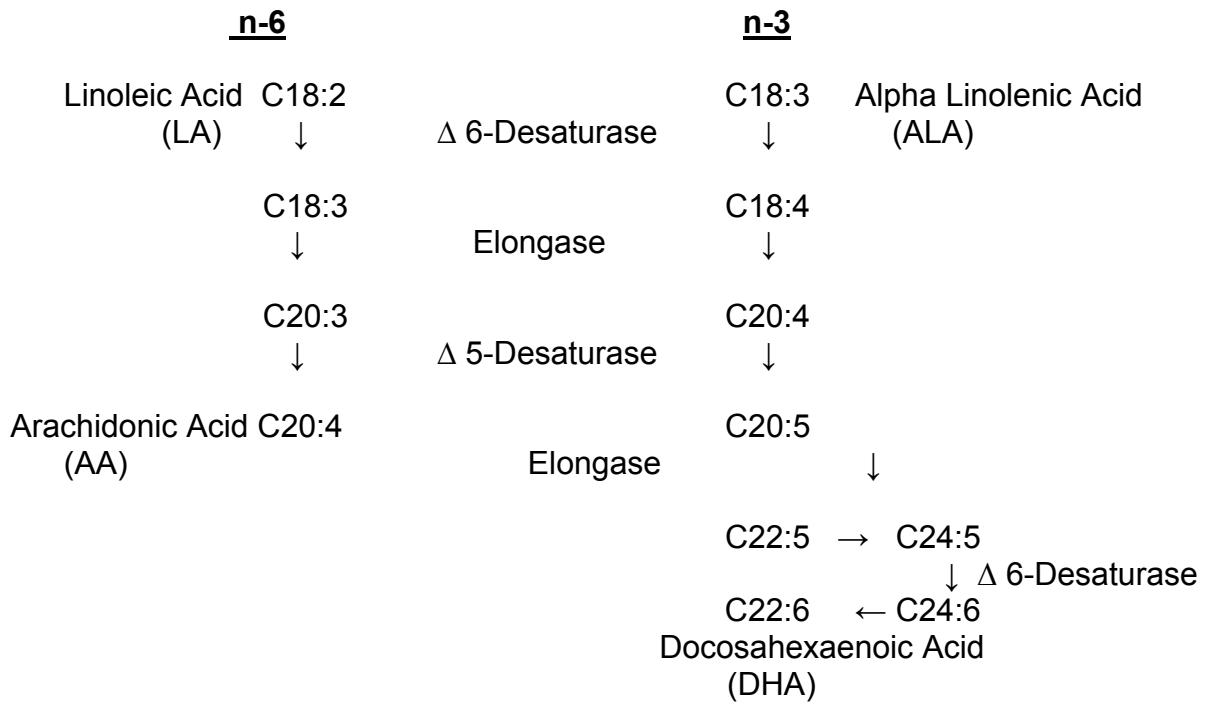 n-6 n-3
Linoleic Acid C18:2 C18:3 Alpha Linolenic Acid
(LA) ↓ Δ 6-Desaturase ↓ (ALA)
C18:3 C18:4
↓ Elongase ↓
C20:3 C20:4
↓ Δ 5-Desaturase ↓
Arachidonic Acid C20:4 C20:5
(AA) Elongase ↓
C22:5 → C24:5
↓ Δ 6-Desaturase
C22:6 ← C24:6
Docosahexaenoic Acid
(DHA)